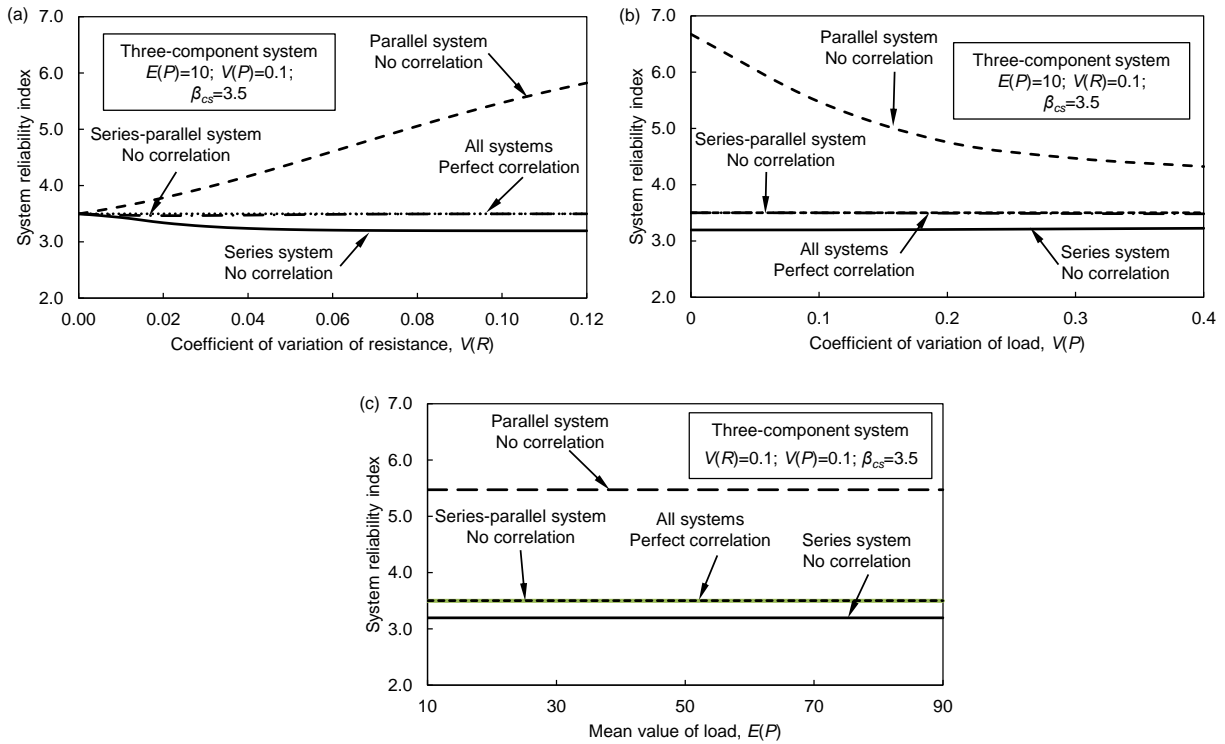 (a)
7.0
6.0
5.0
4.0
3.0
2.0
System reliability index
Three-component system
E(P)=10; V(P)=0.1;
βcs=3.5
Parallel system
No correlation
Series-parallel system
No correlation
All systems
Perfect correlation
Series system
No correlation
0.00 0.02 0.04 0.06 0.08 0.10 0.12
Coefficient of variation of resistance, V(R)
(b)
7.0
6.0
5.0
4.0
3.0
2.0
System reliability index
Parallel system
No correlation
Three-component system
E(P)=10; V(R)=0.1;
βcs=3.5
Series-parallel system
No correlation
All systems
Perfect correlation
Series system
No correlation
0 0.1 0.2 0.3 0.4
Coefficient of variation of load, V(P)
(c)
7.0
6.0
5.0
4.0
3.0
2.0
System reliability index
Parallel system
No correlation
Three-component system
V(R)=0.1; V(P)=0.1; βcs=3.5
Series-parallel system
No correlation
All systems
Perfect correlation
Series system
No correlation
10 30 50 70 90
Mean value of load, E(P)